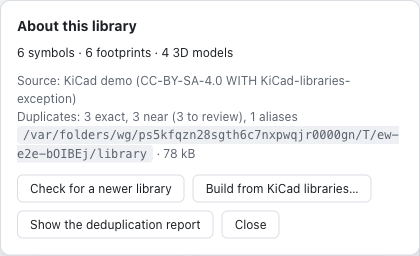 About this library
6 symbols · 6 footprints · 4 3D models
Source: KiCad demo (CC-BY-SA-4.0 WITH KiCad-libraries-
exception)
Duplicates: 3 exact, 3 near (3 to review), 1 aliases
/var/folders/wg/ps5kfqzn28sgth6c7nxpwqjr0000gn/T/ew-
e2e-bOIBEj/library · 78 kB
Check for a newer library
Build from KiCad libraries…
Show the deduplication report
Close